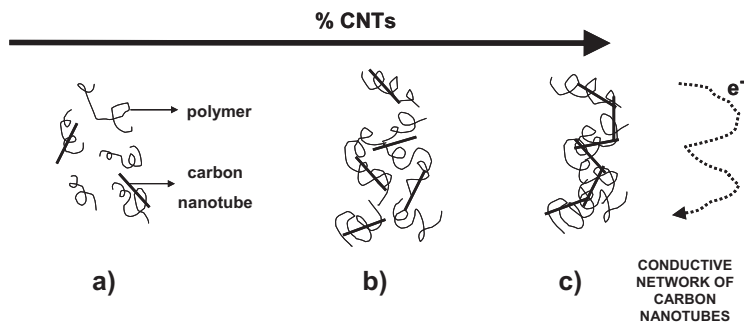 % CNTs
polymer
carbon
nanotube
e⁻
a)
b)
c)
CONDUCTIVE
NETWORK OF
CARBON
NANOTUBES